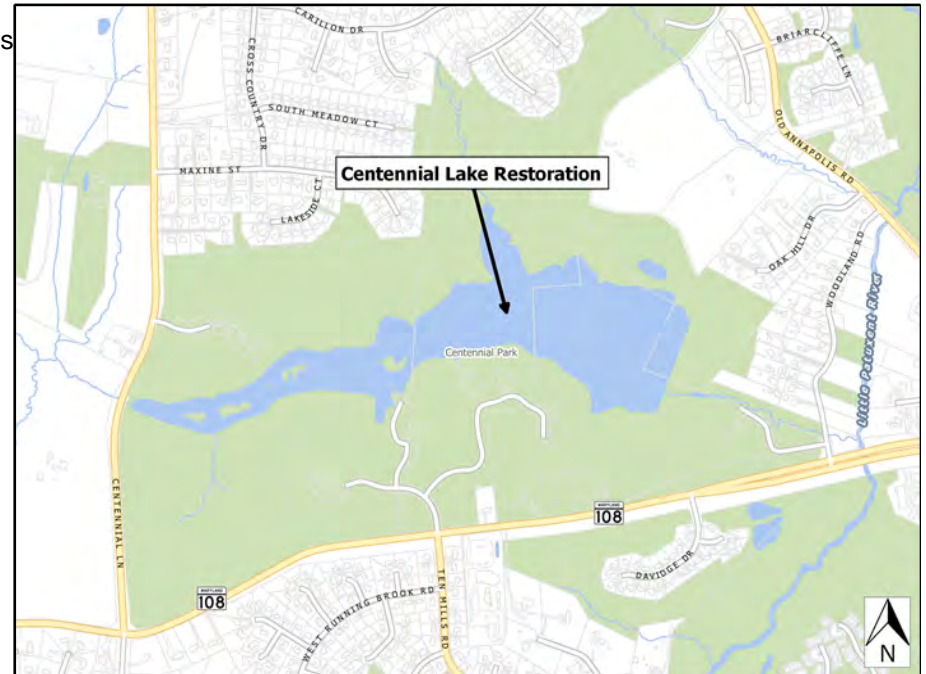 s
CARILLON DR
BRIARCLIFFE LN
CROSS COUNTRY DR
SOUTH MEADOW CT
OLD ANNAPOLIS RD
MAXINE ST
Centennial Lake Restoration
LAKESIDE CT
OAK HILL DR
WOODLAND RD
Little Patuxent River
Centennial Park
CENTENNIAL LN
MARYLAND
108
DAVIDGE DR
TEN MILLS RD
WEST RUNNING BROOK RD
MARYLAND
108
N